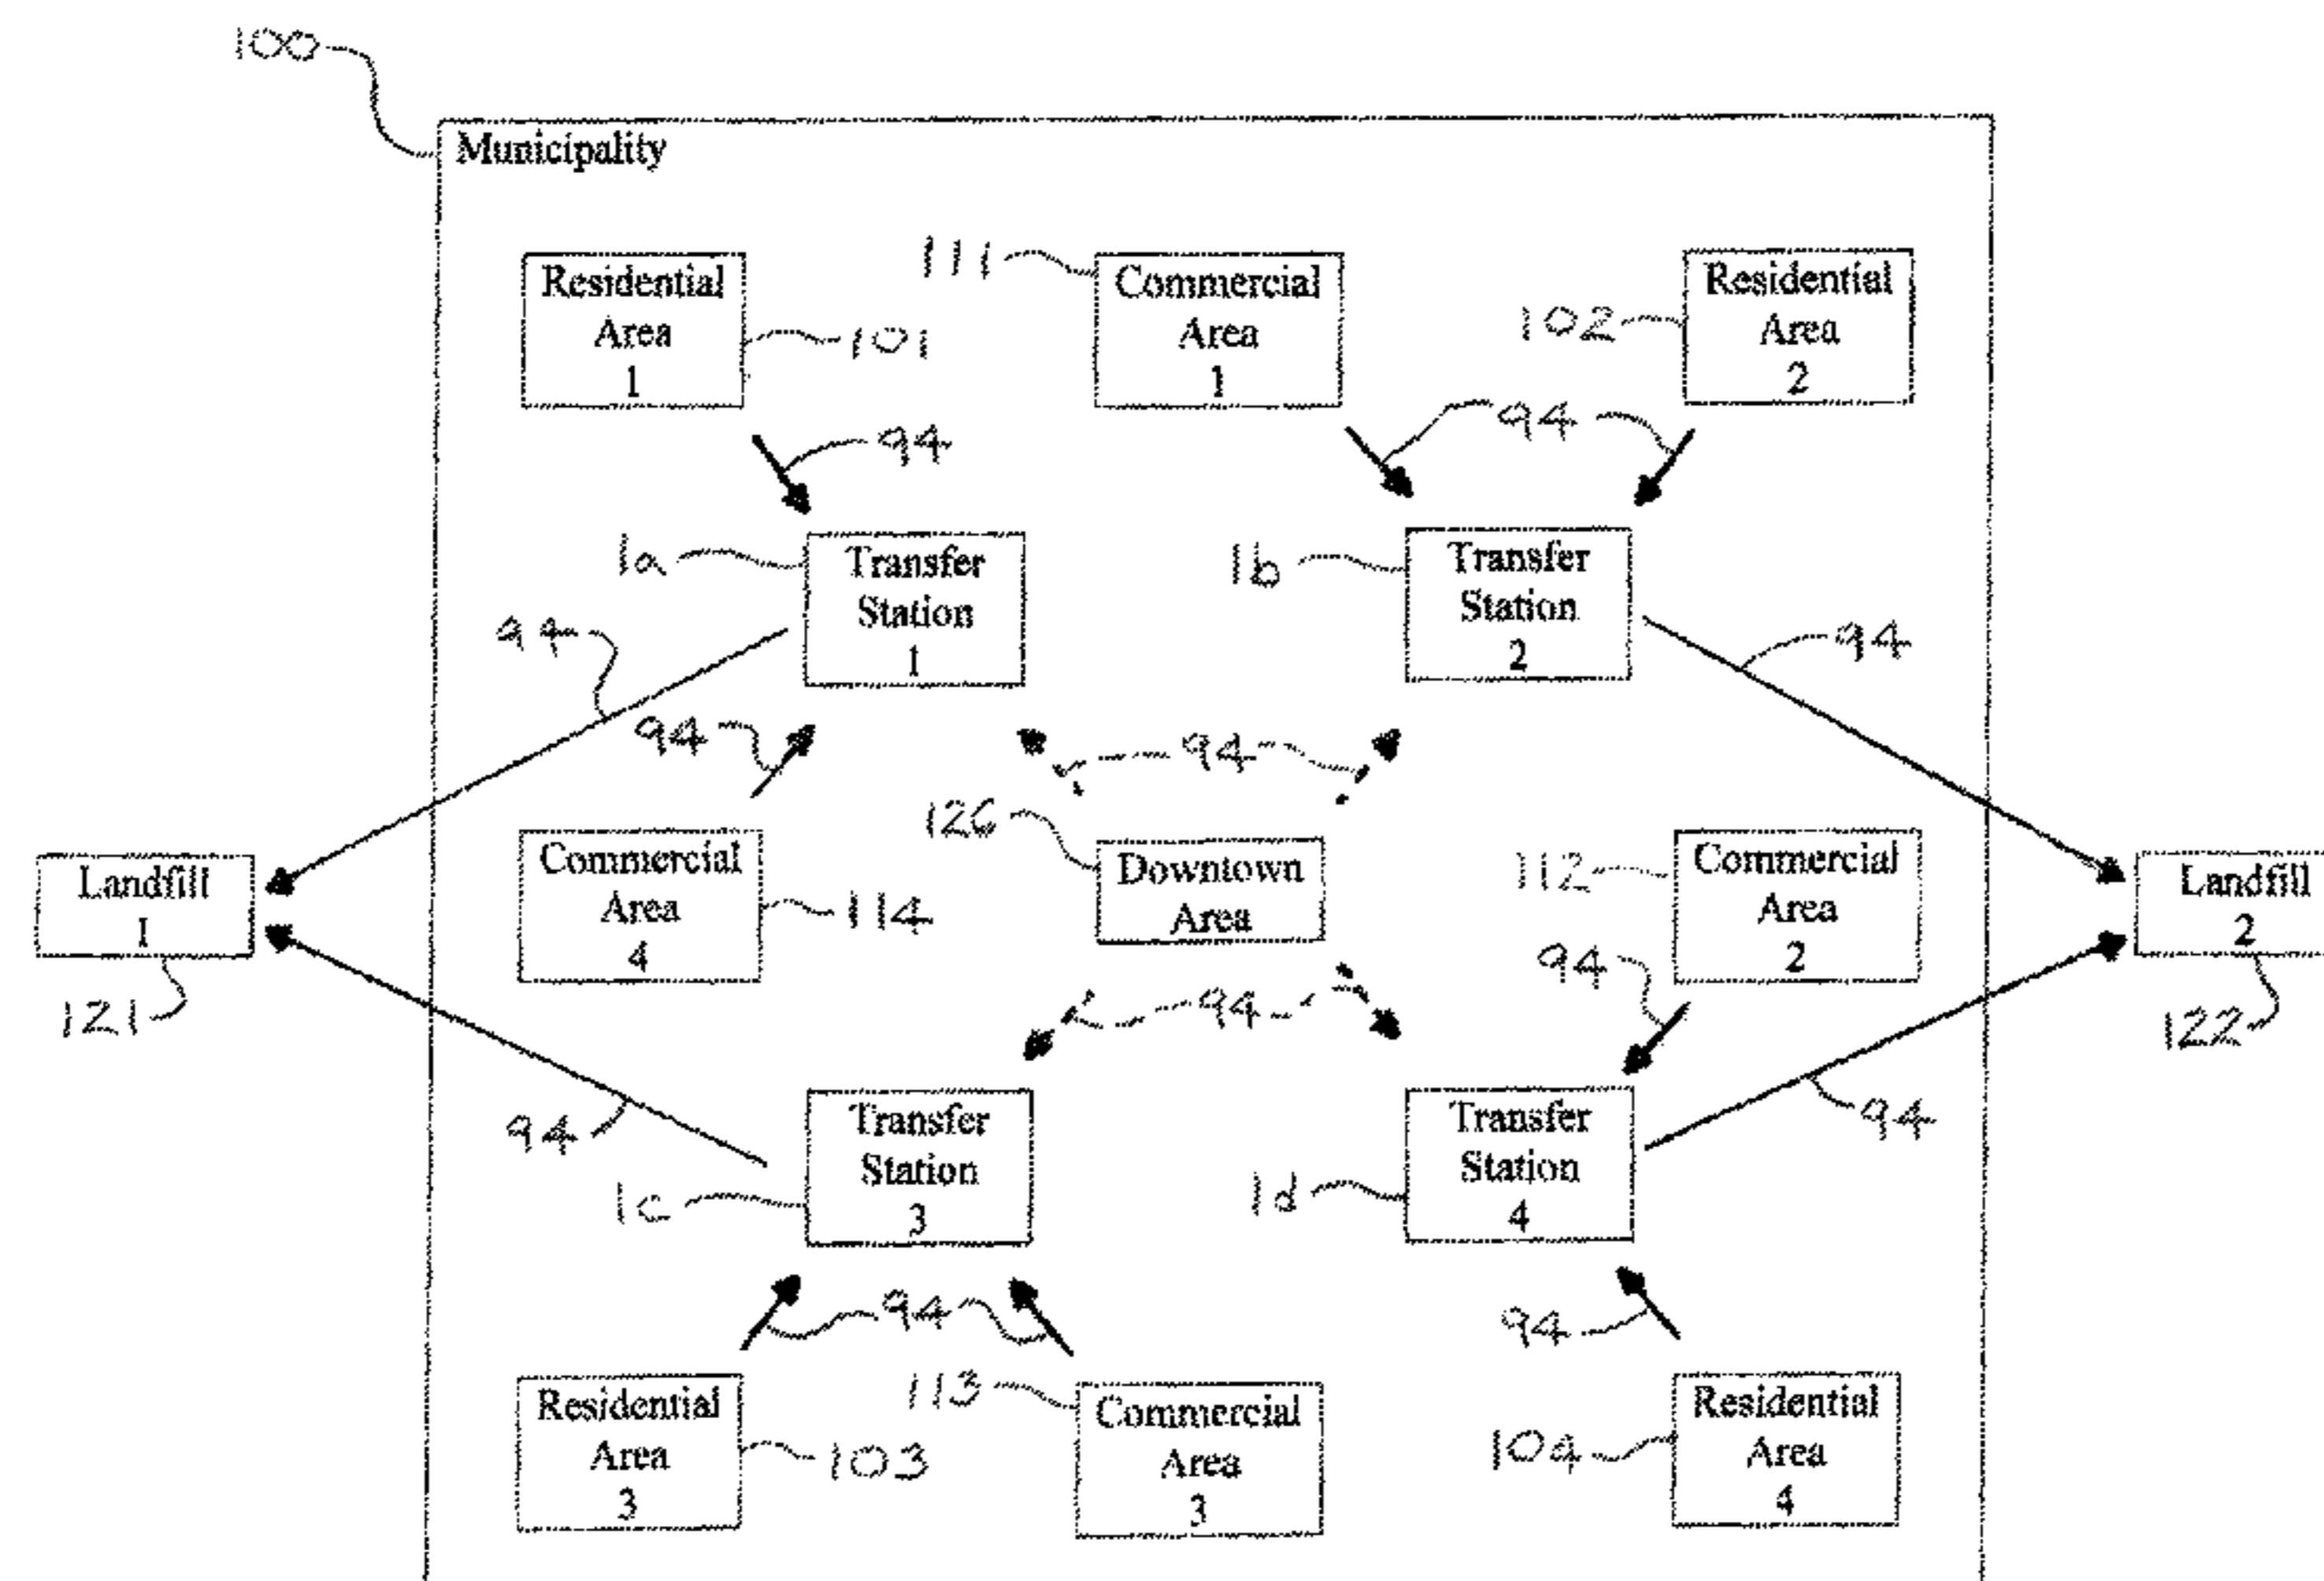 100
Municipality
Residential
Area
1
101
111
Commercial
Area
1
102
Residential
Area
2
94
94
1a
Transfer
Station
1
1b
Transfer
Station
2
94
94
94
94
126
Downtown
Area
Landfill
1
121
Commercial
Area
4
114
112
Commercial
Area
2
94
Landfill
2
122
94
94
94
1c
Transfer
Station
3
1d
Transfer
Station
4
94
94
Residential
Area
3
103
113
Commercial
Area
3
104
Residential
Area
4